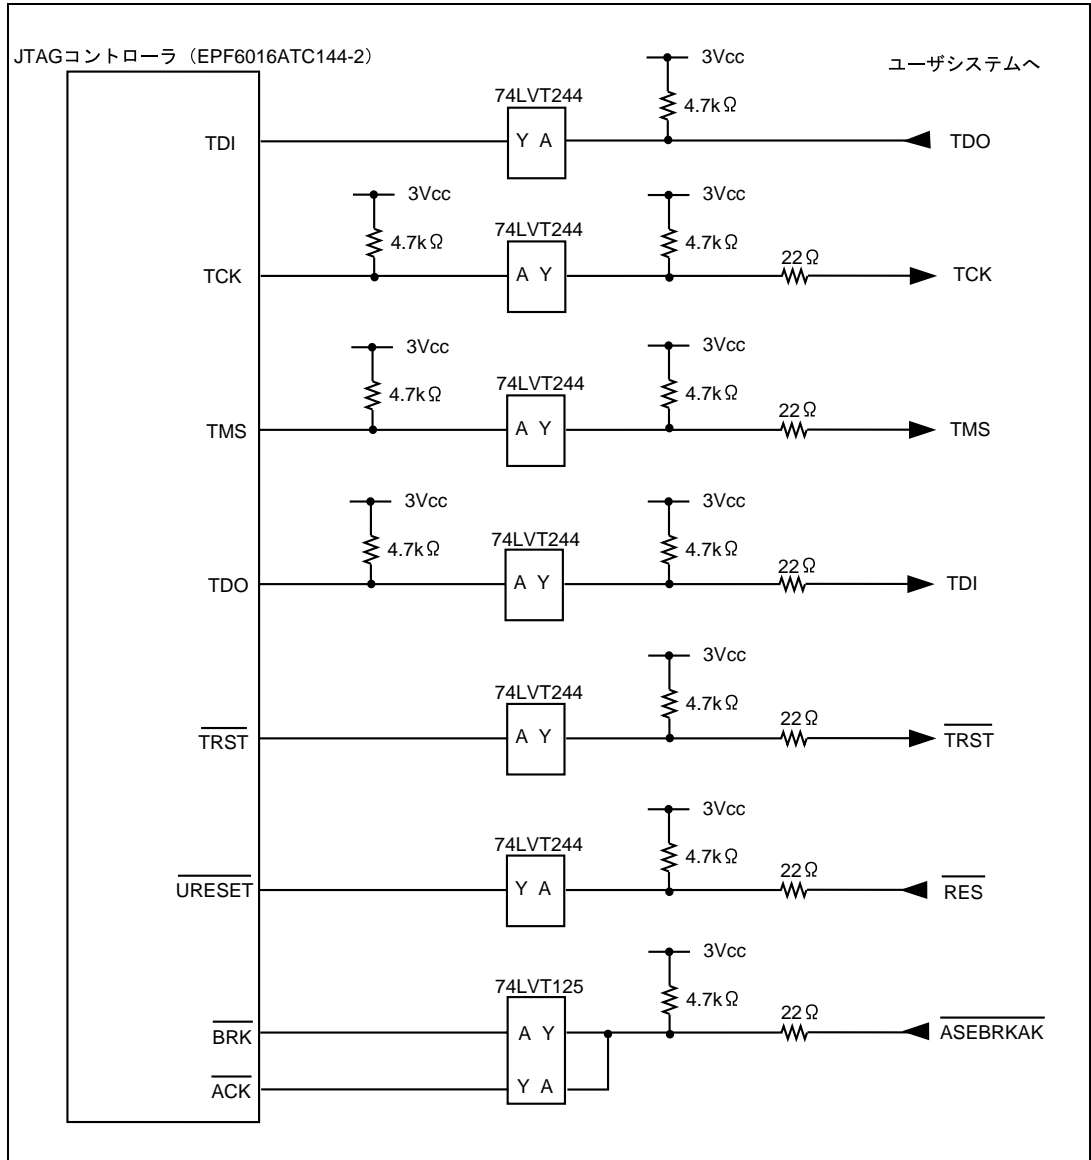 JTAGコントローラ（EPF6016ATC144-2）
ユーザシステムへ
3Vcc
74LVT244
4.7kΩ
TDI
Y A
TDO
3Vcc
3Vcc
74LVT244
4.7kΩ
4.7kΩ
22Ω
TCK
A Y
TCK
3Vcc
3Vcc
74LVT244
4.7kΩ
4.7kΩ
22Ω
TMS
A Y
TMS
3Vcc
3Vcc
74LVT244
4.7kΩ
4.7kΩ
22Ω
TDO
A Y
TDI
3Vcc
74LVT244
4.7kΩ
22Ω
TRST
A Y
TRST
3Vcc
74LVT244
4.7kΩ
22Ω
URESET
Y A
RES
3Vcc
74LVT125
4.7kΩ
22Ω
BRK
A Y
ASEBRKAK
ACK
Y A